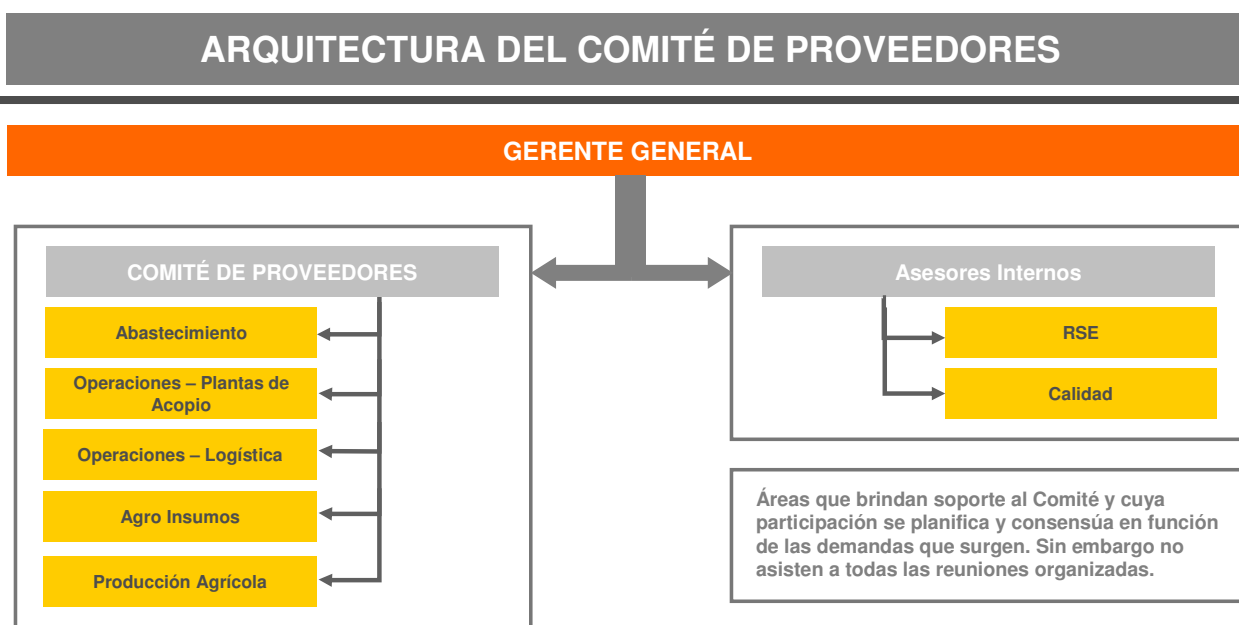 ARQUITECTURA DEL COMITÉ DE PROVEEDORES
GERENTE GENERAL
COMITÉ DE PROVEEDORES
Abastecimiento
Operaciones – Plantas de
Acopio
Operaciones – Logística
Agro Insumos
Producción Agrícola
Asesores Internos
RSE
Calidad
Áreas que brindan soporte al Comité y cuya
participación se planifica y consensúa en función
de las demandas que surgen. Sin embargo no
asisten a todas las reuniones organizadas.